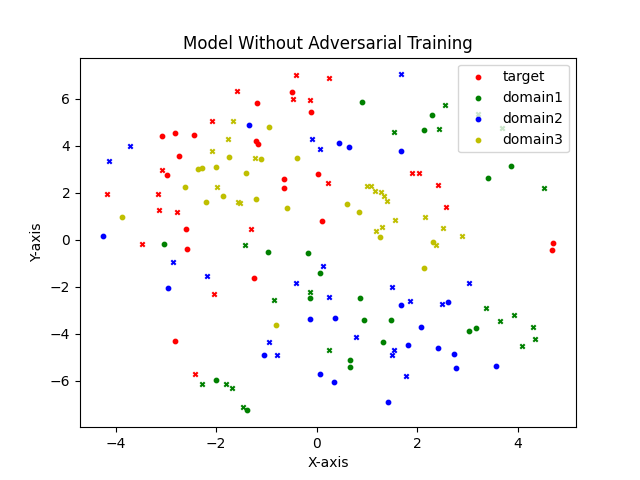 Model Without Adversarial Training
target
domain1
domain2
domain3
6
4
2
0
−2
−4
−6
Y-axis
−4
−2
0
2
4
X-axis